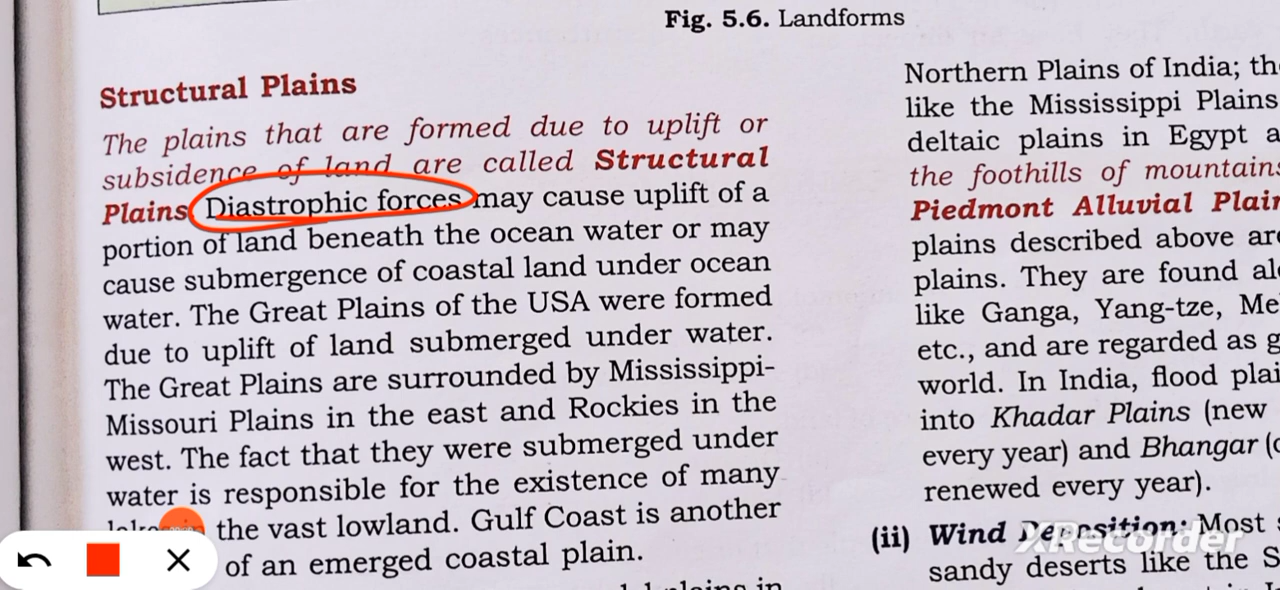 Fig. 5.6. Landforms
Structural Plains
The plains that are formed due to uplift or
subsidence of land are called Structural
Plains Diastrophic forces may cause uplift of a
portion of land beneath the ocean water or may
cause submergence of coastal land under ocean
water. The Great Plains of the USA were formed
due to uplift of land submerged under water.
The Great Plains are surrounded by Mississippi-
Missouri Plains in the east and Rockies in the
west. The fact that they were submerged under
water is responsible for the existence of many
the vast lowland. Gulf Coast is another
of an emerged coastal plain.
Northern Plains of India;
like the Mississippi Plains
deltaic plains in Egypt
the foothills of mountains
Piedmont Alluvial
plains described above
plains. They are found
like Ganga, Yang-tze,
etc., and are regarded as
world. In India, flood
into Khadar Plains (new
every year) and Bhangar
renewed every year).
(ii) Wind Deposition: Most
sandy deserts like the
XRecorder